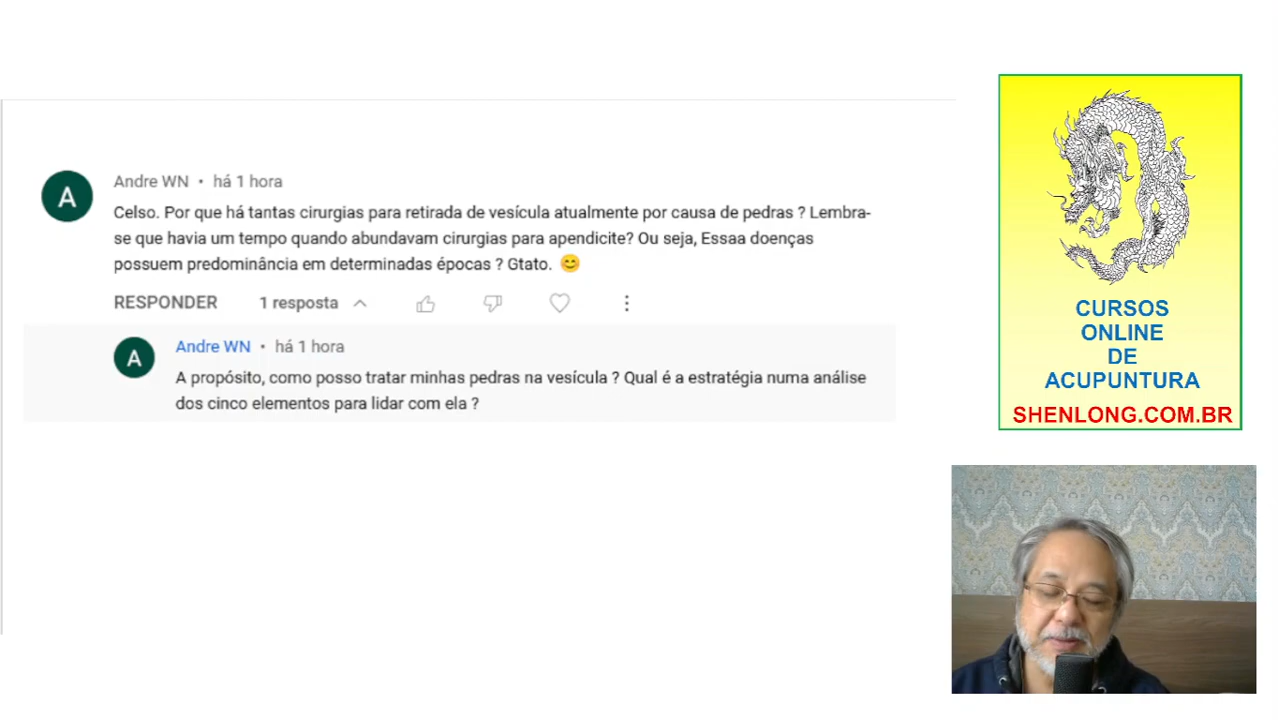 Andre WN • há 1 hora
Celso. Por que há tantas cirurgias para retirada de vesícula atualmente por causa de pedras ? Lembra-
se que havia um tempo quando abundavam cirurgias para apendicite? Ou seja, Essaa doenças
possuem predominância em determinadas épocas ? Gtato. 😊
RESPONDER 1 resposta
A
Andre WN • há 1 hora
A propósito, como posso tratar minhas pedras na vesícula ? Qual é a estratégia numa análise
dos cinco elementos para lidar com ela ?
A
CURSOS
ONLINE
DE
ACUPUNTURA
SHENLONG.COM.BR